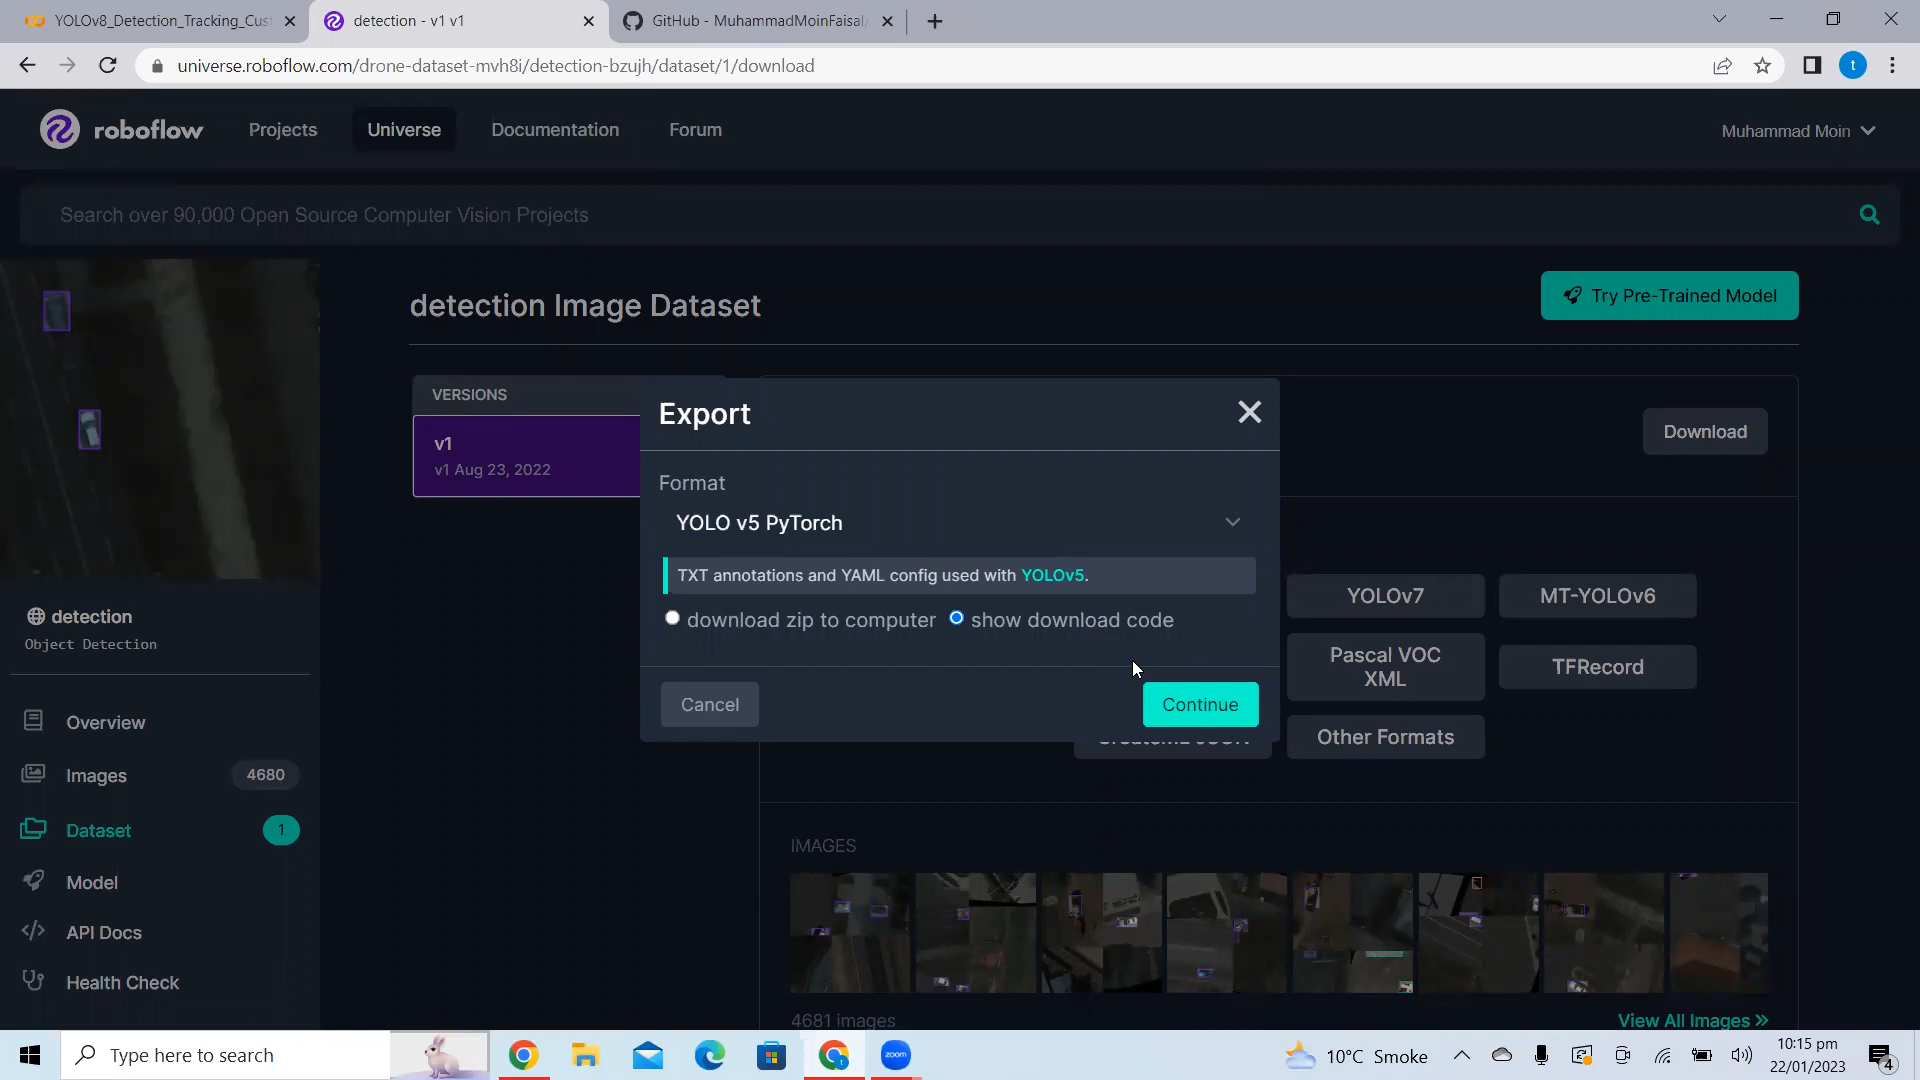 YOLOv8_Detection_Tracking_Cus
detection - v1 v1
GitHub - MuhammadMoinFaisal/
universe.roboflow.com/drone-dataset-mvh8i/detection-bzujh/dataset/1/download
t
roboflow
Projects
Universe
Documentation
Forum
Muhammad Moin
Search over 90,000 Open Source Computer Vision Projects
detection Image Dataset
Try Pre-Trained Model
VERSIONS
v1
v1 Aug 23, 2022
Download
Export
Format
YOLO v5 PyTorch
TXT annotations and YAML config used with YOLOv5.
download zip to computer
show download code
Cancel
Continue
YOLOv7
MT-YOLOv6
Pascal VOC
XML
TFRecord
CreateML JSON
Other Formats
detection
Object Detection
Overview
Images
4680
Dataset
1
Model
API Docs
Health Check
IMAGES
4681 images
View All Images
Type here to search
zoom
t
10°C Smoke
10:15 pm
22/01/2023
4